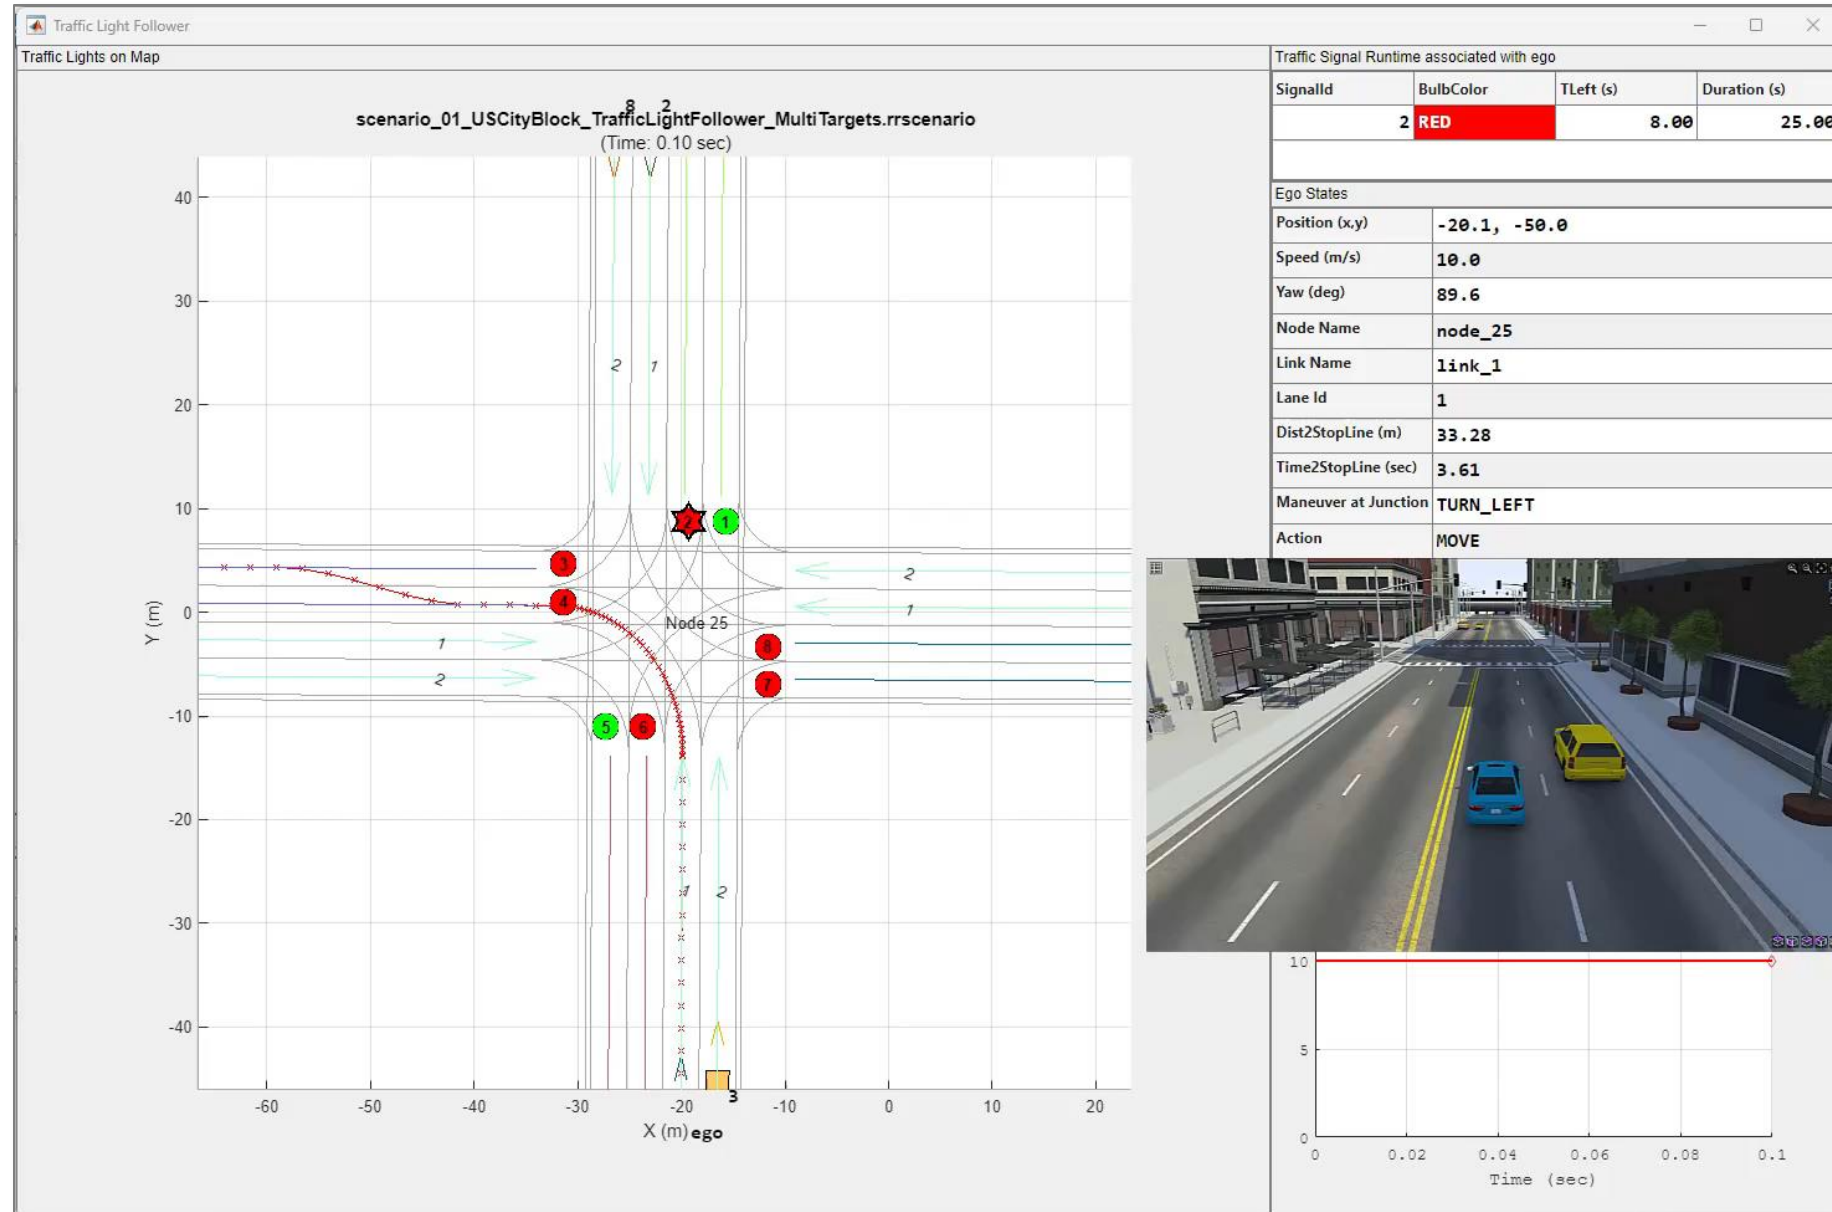 Traffic Light Follower
Traffic Lights on Map
8 2
scenario_01_USCityBlock_TrafficLightFollower_MultiTargets.rrscenario
(Time: 0.10 sec)
40
30
2 1
20
10
2 1
3
2
4
1
0
Node 25
1
8
2
7
-10
5 6
-20
1 2
-30
-40
3
-60 -50 -40 -30 -20 -10 0 10 20
X (m) ego
Y (m)
Traffic Signal Runtime associated with ego
SignalId BulbColor TLeft (s) Duration (s)
2 RED 8.00 25.00
Ego States
Position (x,y) -20.1, -50.0
Speed (m/s) 10.0
Yaw (deg) 89.6
Node Name node_25
Link Name link_1
Lane Id 1
Dist2StopLine (m) 33.28
Time2StopLine (sec) 3.61
Maneuver at Junction TURN_LEFT
Action MOVE
10
5
0
0 0.02 0.04 0.06 0.08 0.1
Time (sec)